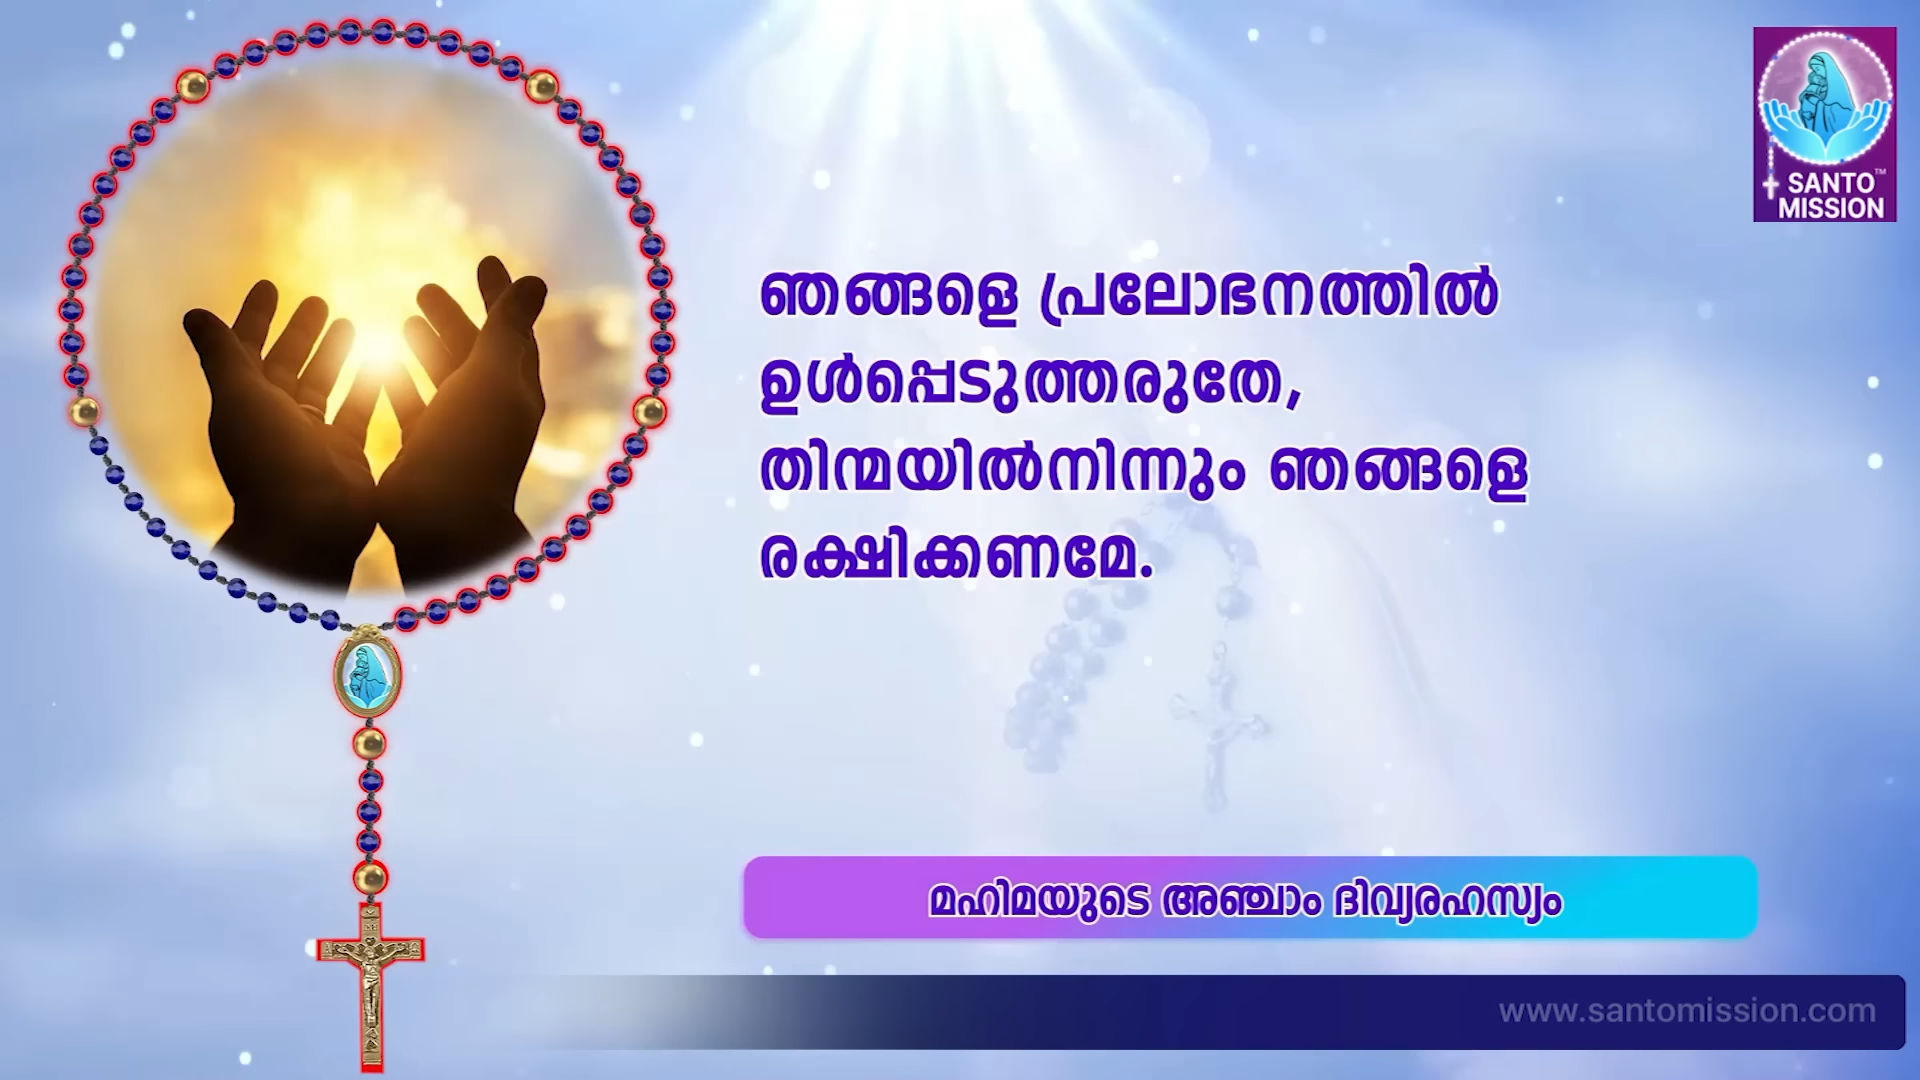 SANTO™
MISSION
ഞങ്ങളെ പ്രലോഭനത്തിൽ
ഉൾപ്പെടുത്തരുതേ,
തിന്മയിൽനിന്നും ഞങ്ങളെ
രക്ഷിക്കണമേ.
മഹിമയുടെ അഞ്ചാം ദിവ്യരഹസ്യം
www.santomission.com